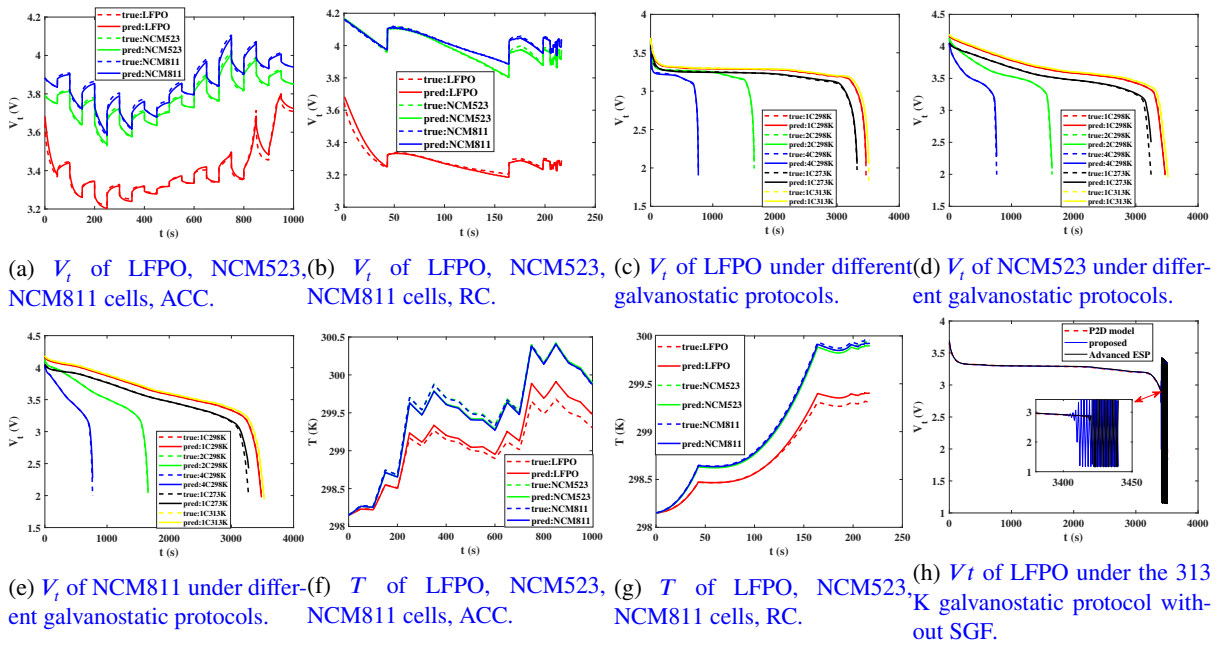 4.2
4
3.8
3.6
3.4
3.2
V_t (V)
0 200 400 600 800 1000
t (s)
true:LFPO
pred:LFPO
true:NCM523
pred:NCM523
true:NCM811
pred:NCM811
(a) V_t of LFPO, NCM523,
NCM811 cells, ACC.
4.2
4
3.8
3.6
3.4
3.2
3
V_t (V)
0 50 100 150 200 250
t (s)
true:LFPO
pred:LFPO
true:NCM523
pred:NCM523
true:NCM811
pred:NCM811
(b) V_t of LFPO, NCM523,
NCM811 cells, RC.
4
3.5
3
2.5
2
1.5
V_t (V)
0 1000 2000 3000 4000
t (s)
true:1C298K
pred:1C298K
true:2C298K
pred:2C298K
true:4C298K
pred:4C298K
true:1C273K
pred:1C273K
true:1C313K
pred:1C313K
(c) V_t of LFPO under different
galvanostatic protocols.
4.5
4
3.5
3
2.5
2
1.5
V_t (V)
0 1000 2000 3000 4000
t (s)
true:1C298K
pred:1C298K
true:2C298K
pred:2C298K
true:4C298K
pred:4C298K
true:1C273K
pred:1C273K
true:1C313K
pred:1C313K
(d) V_t of NCM523 under differ-
ent galvanostatic protocols.
4.5
4
3.5
3
2.5
2
1.5
V_t (V)
0 1000 2000 3000 4000
t (s)
true:1C298K
pred:1C298K
true:2C298K
pred:2C298K
true:4C298K
pred:4C298K
true:1C273K
pred:1C273K
true:1C313K
pred:1C313K
(e) V_t of NCM811 under differ-
ent galvanostatic protocols.
300.5
300
299.5
299
298.5
298
T (K)
0 200 400 600 800 1000
t (s)
true:LFPO
pred:LFPO
true:NCM523
pred:NCM523
true:NCM811
pred:NCM811
(f) T of LFPO, NCM523,
NCM811 cells, ACC.
300
299.5
299
298.5
298
T (K)
0 50 100 150 200 250
t (s)
true:LFPO
pred:LFPO
true:NCM523
pred:NCM523
true:NCM811
pred:NCM811
(g) T of LFPO, NCM523,
NCM811 cells, RC.
4
3
2
1
V_t (V)
0 1000 2000 3000 4000
t (s)
P2D model
proposed
Advanced ESP
3
2
1
3400 3450
(h) Vt of LFPO under the 313
K galvanostatic protocol with-
out SGF.